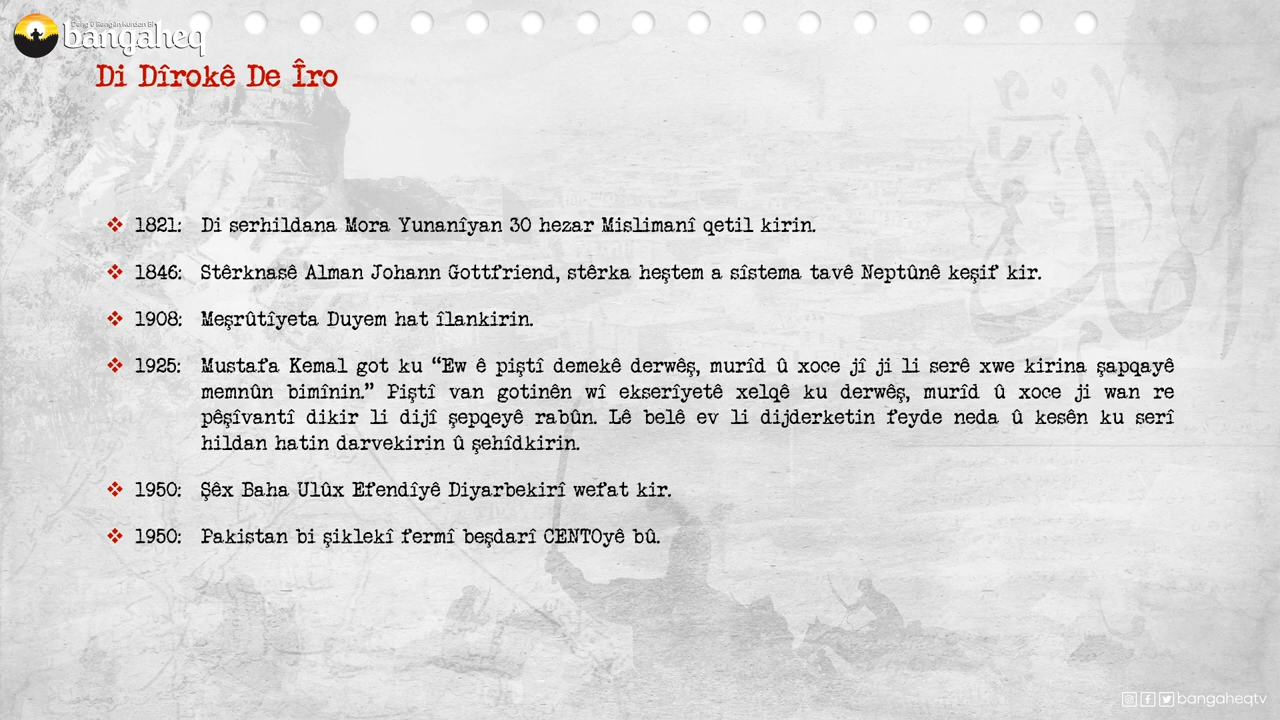 bangaheq
Di Dîrokê De Îro
❖ 1821: Di serhildana Mora Yunanîyan 30 hezar Mislimanî qetil kirin.
❖ 1846: Stêrknasê Alman Johann Gottfriend, stêrka heştem a sîstema tavê Neptûnê keşif kir.
❖ 1908: Meşrûtîyeta Duyem hat îlankirin.
❖ 1925: Mustafa Kemal got ku “Ew ê piştî demekê derwêş, murîd û xoce jî ji li serê xwe kirina şapqayê
memnûn bimînin.” Piştî van gotinên wî ekserîyetê xelqê ku derwêş, murîd û xoce ji wan re
pêşîvantî dikir li dijî şepqeyê rabûn. Lê belê ev li dijderketin feyde neda û kesên ku serî
hildan hatin darvekirin û şehîdkirin.
❖ 1950: Şêx Baha Ulûx Efendîyê Diyarbekirî wefat kir.
❖ 1950: Pakistan bi şiklekî fermî beşdarî CENTOyê bû.
bangaheqtv